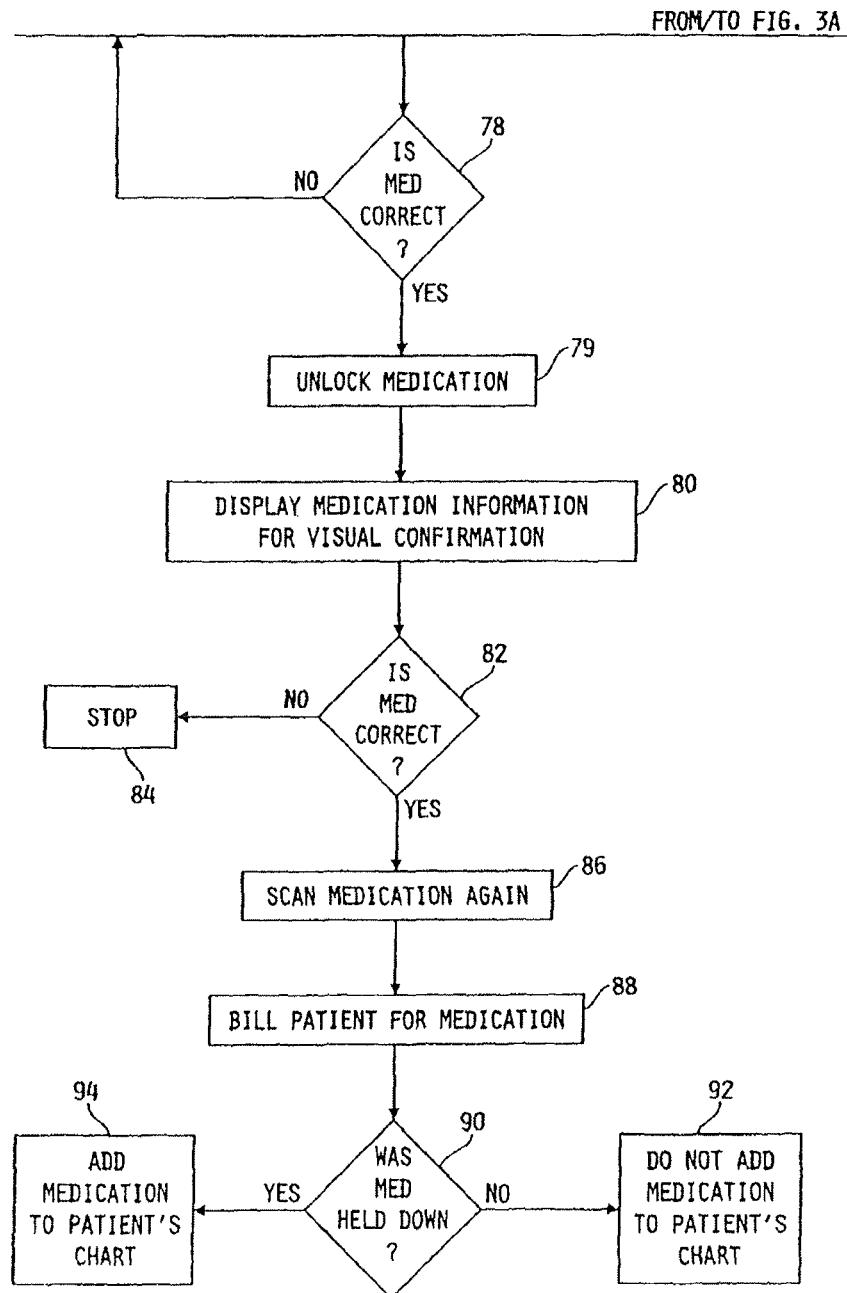 FROM/TO FIG. 3A
78
IS
MED
CORRECT
?
NO
YES
79
UNLOCK MEDICATION
80
DISPLAY MEDICATION INFORMATION
FOR VISUAL CONFIRMATION
82
IS
MED
CORRECT
?
NO
STOP
84
YES
86
SCAN MEDICATION AGAIN
88
BILL PATIENT FOR MEDICATION
94
ADD
MEDICATION
TO PATIENT'S
CHART
YES
90
WAS
MED
HELD DOWN
?
NO
92
DO NOT ADD
MEDICATION
TO PATIENT'S
CHART